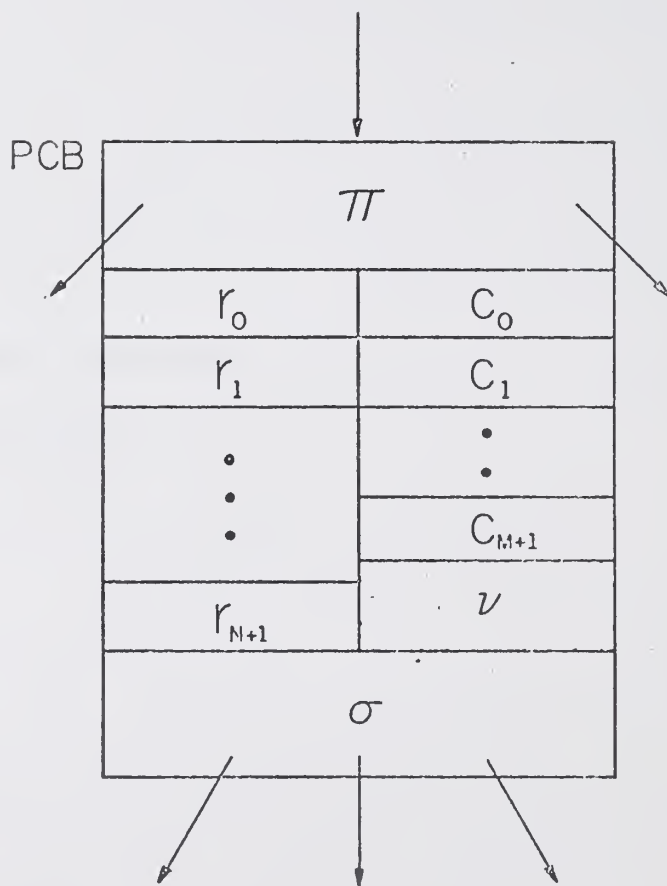 PCB
π
r₀ C₀
r₁ C₁
C_{M+1}
r_{N+1} ν
σ